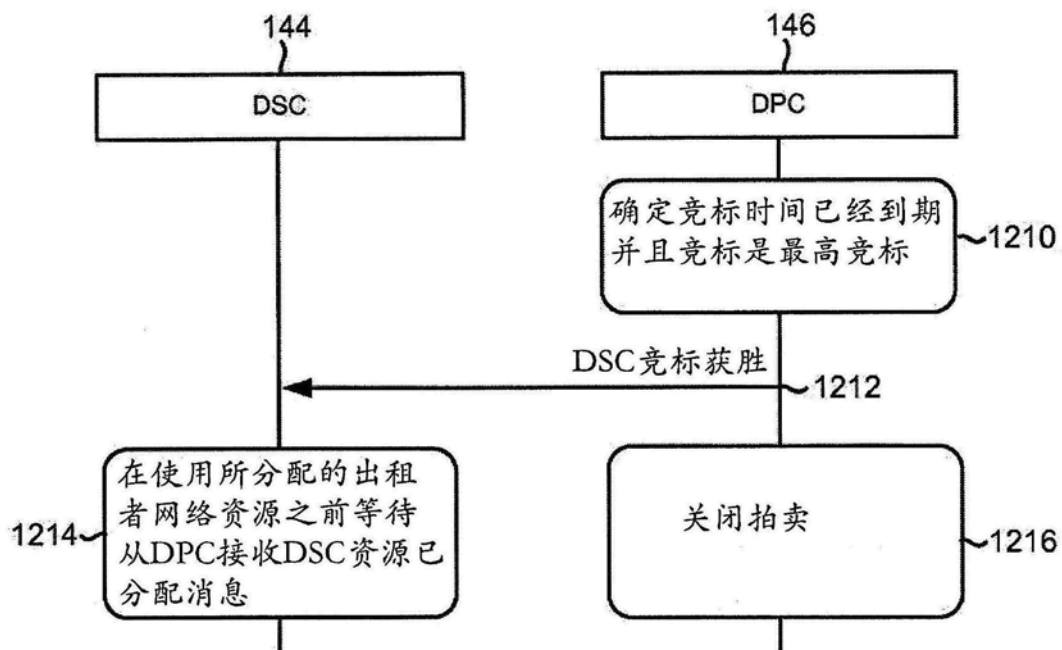 144
146
DSC
DPC
确定竞标时间已经到期
并且竞标是最高竞标
1210
DSC竞标获胜
1212
在使用所分配的出租
者网络资源之前等待
从DPC接收DSC资源已
分配消息
1214
关闭拍卖
1216